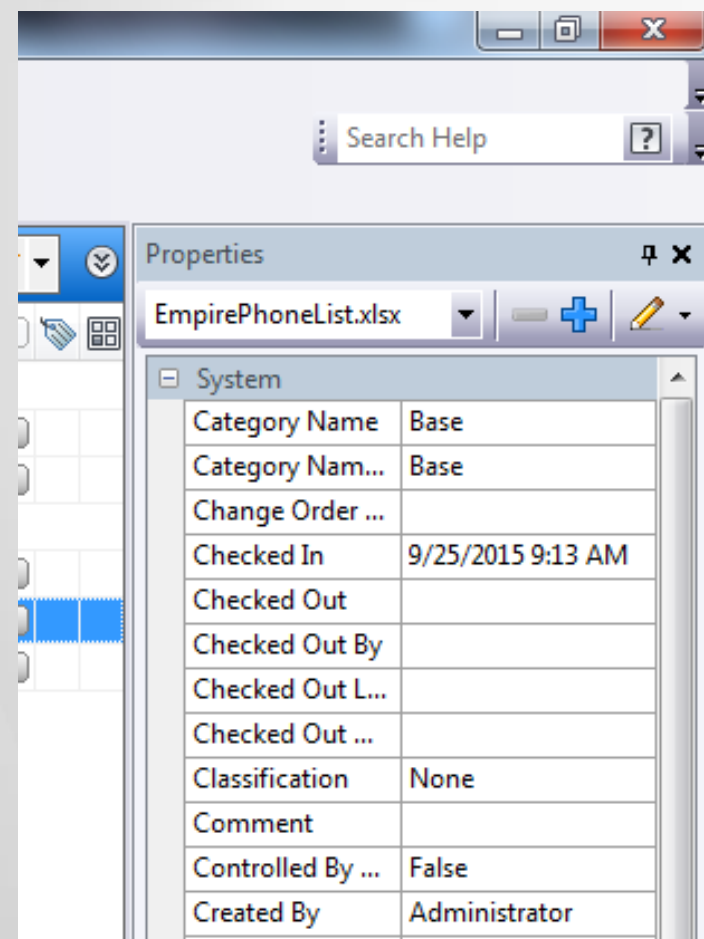 Search Help
Properties
EmpirePhoneList.xlsx
System
Category Name Base
Category Nam... Base
Change Order ...
Checked In 9/25/2015 9:13 AM
Checked Out
Checked Out By
Checked Out L...
Checked Out ...
Classification None
Comment
Controlled By ... False
Created By Administrator